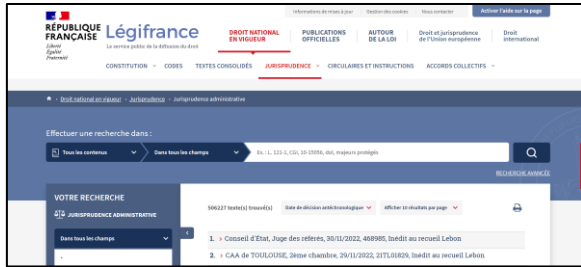 Informations de mises à jour
Gestion des cookies
Nous contacter
Activer l'aide sur la page
RÉPUBLIQUE
FRANÇAISE
Liberté
Égalité
Fraternité
Légifrance
Le service public de la diffusion du droit
DROIT NATIONAL
EN VIGUEUR
PUBLICATIONS
OFFICIELLES
AUTOUR
DE LA LOI
Droit et jurisprudence
de l'Union européenne
Droit
international
CONSTITUTION
CODES
TEXTES CONSOLIDÉS
JURISPRUDENCE
CIRCULAIRES ET INSTRUCTIONS
ACCORDS COLLECTIFS
Droit national en vigueur › Jurisprudence › Jurisprudence administrative
Effectuer une recherche dans :
Tous les contenus
Dans tous les champs
Ex. : L. 121-1, CGI, 10-15056, dol, majeurs protégés
RECHERCHE AVANCÉE
VOTRE RECHERCHE
JURISPRUDENCE ADMINISTRATIVE
Dans tous les champs
506227 texte(s) trouvé(s)
Date de décision antéchronologique
Afficher 10 résultats par page
1. › Conseil d'État, Juge des référés, 30/11/2022, 468985, Inédit au recueil Lebon
2. › CAA de TOULOUSE, 2ème chambre, 29/11/2022, 21TL01829, Inédit au recueil Lebon